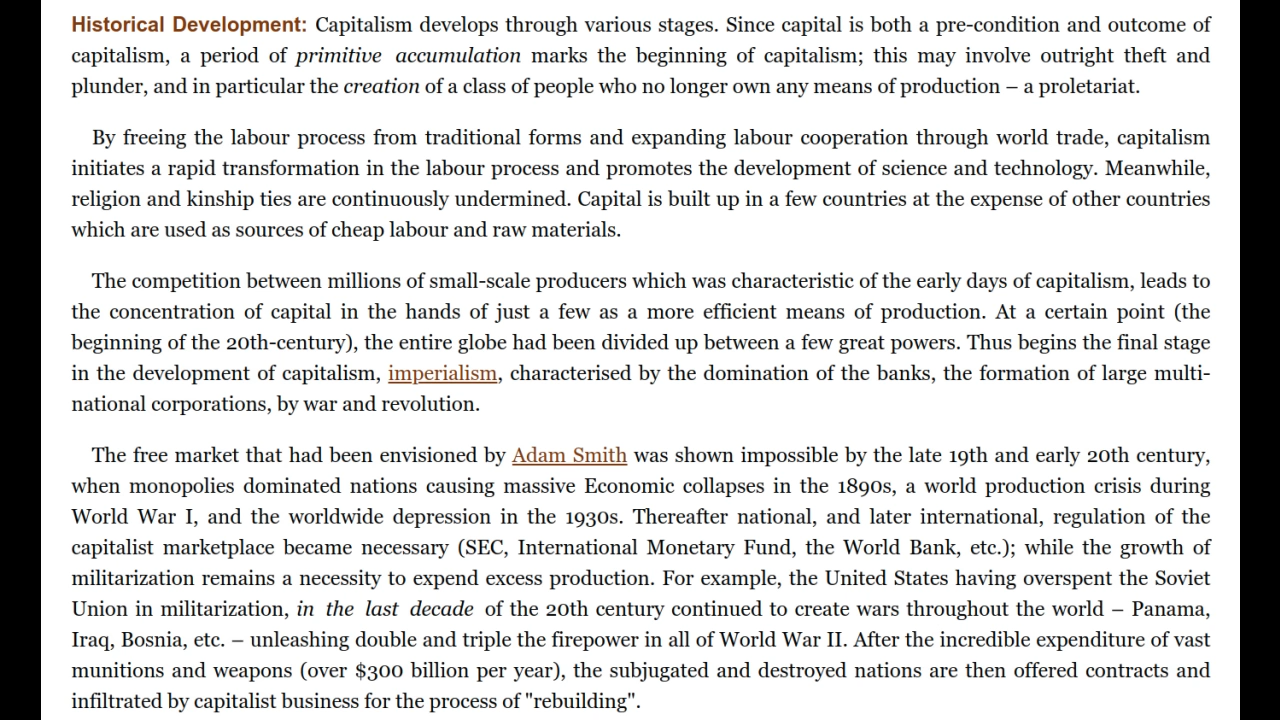 Historical Development: Capitalism develops through various stages. Since capital is both a pre-condition and outcome of
capitalism, a period of primitive accumulation marks the beginning of capitalism; this may involve outright theft and
plunder, and in particular the creation of a class of people who no longer own any means of production – a proletariat.
By freeing the labour process from traditional forms and expanding labour cooperation through world trade, capitalism
initiates a rapid transformation in the labour process and promotes the development of science and technology. Meanwhile,
religion and kinship ties are continuously undermined. Capital is built up in a few countries at the expense of other countries
which are used as sources of cheap labour and raw materials.
The competition between millions of small-scale producers which was characteristic of the early days of capitalism, leads to
the concentration of capital in the hands of just a few as a more efficient means of production. At a certain point (the
beginning of the 20th-century), the entire globe had been divided up between a few great powers. Thus begins the final stage
in the development of capitalism, imperialism, characterised by the domination of the banks, the formation of large multi-
national corporations, by war and revolution.
The free market that had been envisioned by Adam Smith was shown impossible by the late 19th and early 20th century,
when monopolies dominated nations causing massive Economic collapses in the 1890s, a world production crisis during
World War I, and the worldwide depression in the 1930s. Thereafter national, and later international, regulation of the
capitalist marketplace became necessary (SEC, International Monetary Fund, the World Bank, etc.); while the growth of
militarization remains a necessity to expend excess production. For example, the United States having overspent the Soviet
Union in militarization, in the last decade of the 20th century continued to create wars throughout the world – Panama,
Iraq, Bosnia, etc. – unleashing double and triple the firepower in all of World War II. After the incredible expenditure of vast
munitions and weapons (over $300 billion per year), the subjugated and destroyed nations are then offered contracts and
infiltrated by capitalist business for the process of "rebuilding".